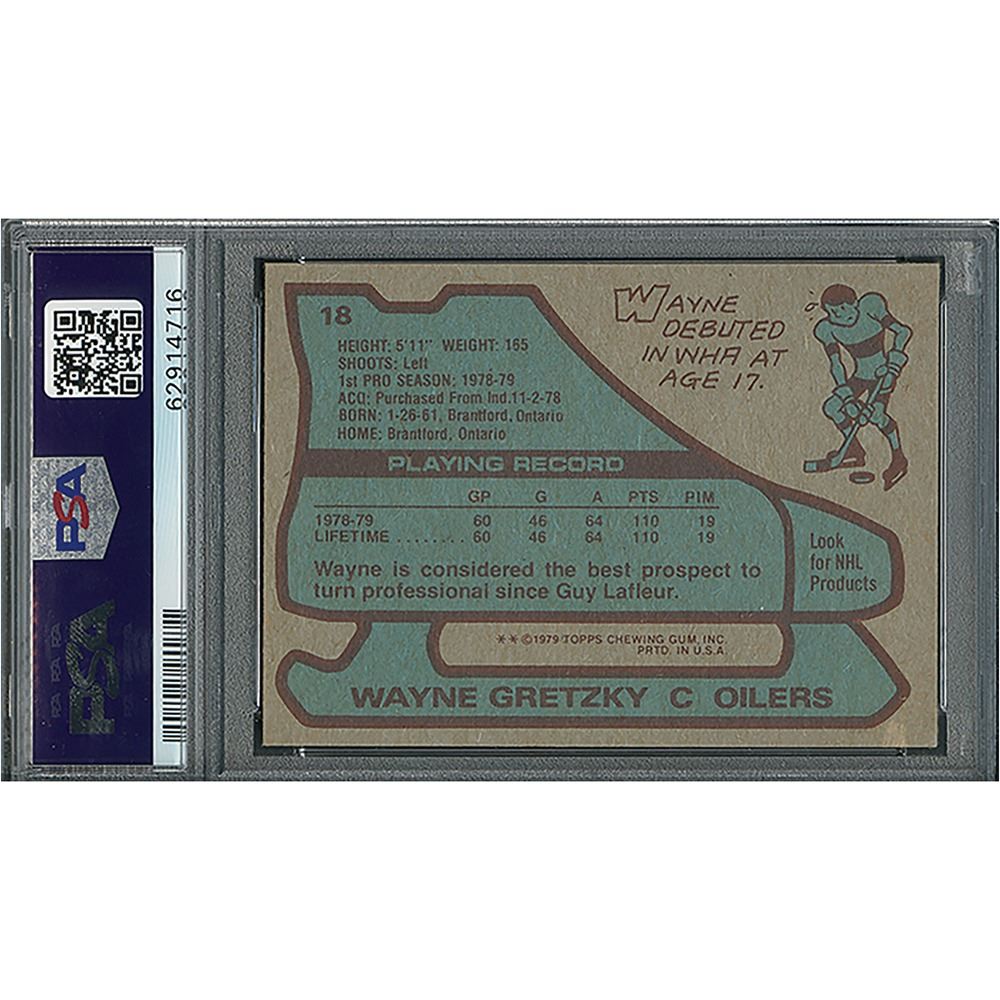 62914716
PSA
PSA
PSA PSA PSA
18
HEIGHT: 5'11" WEIGHT: 165
SHOOTS: Left
1st PRO SEASON: 1978-79
ACQ: Purchased From Ind.11-2-78
BORN: 1-26-61, Brantford, Ontario
HOME: Brantford, Ontario
WAYNE
DEBUTED
IN WHA AT
AGE 17.
PLAYING RECORD
GP G A PTS PIM
1978-79 60 46 64 110 19
LIFETIME ........ 60 46 64 110 19
Wayne is considered the best prospect to
turn professional since Guy Lafleur.
Look
for NHL
Products
**©1979 TOPPS CHEWING GUM, INC.
PRTD. IN U.S.A.
WAYNE GRETZKY C OILERS